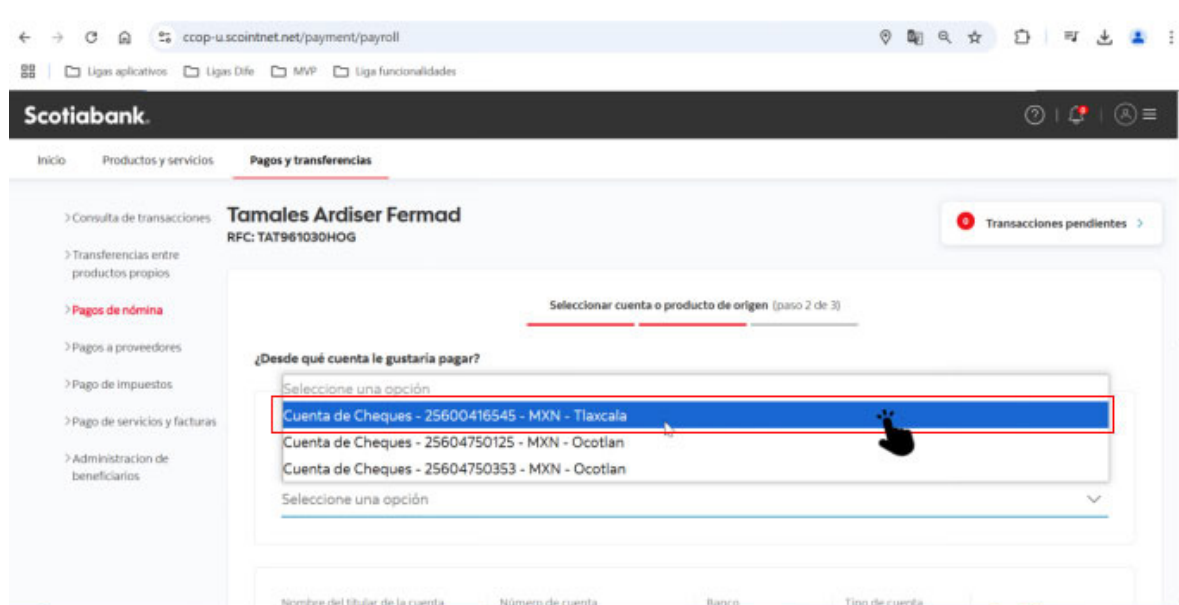 ccop-u.scointnet.net/payment/payroll
Ligas aplicativos Ligas Dife MVP Liga funcionalidades
Scotiabank.
Inicio Productos y servicios Pagos y transferencias
>Consulta de transacciones
>Transferencias entre
productos propios
>Pagos de nómina
>Pagos a proveedores
>Pago de impuestos
>Pago de servicios y facturas
>Administracion de
beneficiarios
Tamales Ardiser Fermad
RFC: TAT961030HOG
0 Transacciones pendientes >
Seleccionar cuenta o producto de origen (paso 2 de 3)
¿Desde qué cuenta le gustaría pagar?
Seleccione una opción
Cuenta de Cheques - 25600416545 - MXN - Tlaxcala
Cuenta de Cheques - 25604750125 - MXN - Ocotlan
Cuenta de Cheques - 25604750353 - MXN - Ocotlan
Seleccione una opción
Nombre del titular de la cuenta Número de cuenta Banco Tipo de cuenta